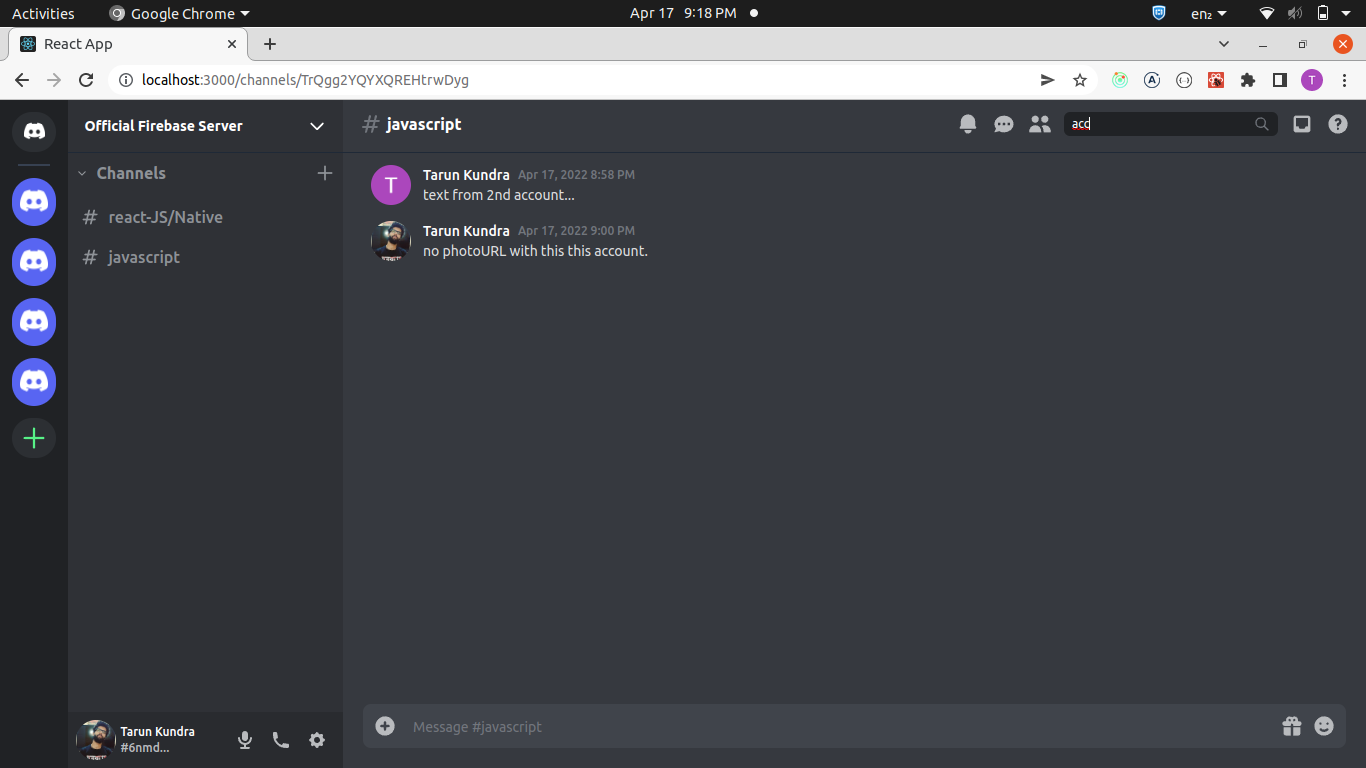 Activities Google Chrome Apr 17 9:18 PM en₂
React App
localhost:3000/channels/TrQgg2YQYXQREHtrwDyg T
Official Firebase Server # javascript acc
Channels
# react-JS/Native
# javascript
T Tarun Kundra Apr 17, 2022 8:58 PM
text from 2nd account...
Tarun Kundra Apr 17, 2022 9:00 PM
no photoURL with this this account.
Message #javascript
Tarun Kundra
#6nmd...